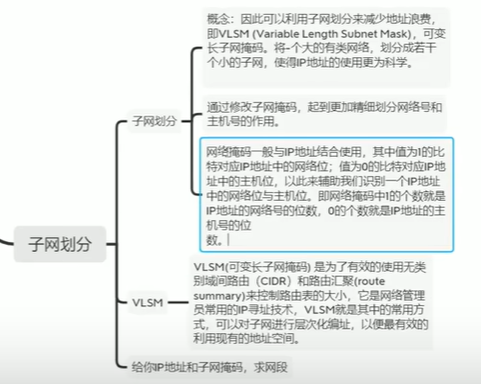 概念：因此可以利用子网划分来减少地址浪费，
即VLSM (Variable Length Subnet Mask)，可变
长子网掩码。将-个大的有类网络，划分成若干
个小的子网，使得IP地址的使用更为科学。
子网划分
通过修改子网掩码，起到更加精细划分网络号和
主机号的作用。
网络掩码一般与IP地址结合使用，其中值为1的比
特对应IP地址中的网络位；值为0的比特对应IP地
址中的主机位，以此来辅助我们识别一个IP地址
中的网络位与主机位。即网络掩码中1的个数就是
IP地址的网络号的位数，0的个数就是IP地址的主
机号的位
数。
子网划分
VLSM(可变长子网掩码) 是为了有效的使用无类
别域间路由（CIDR）和路由汇聚(route
summary)来控制路由表的大小，它是网络管理
员常用的IP寻址技术，VLSM就是其中的常用方
式，可以对子网进行层次化编址，以便最有效的
利用现有的地址空间。
VLSM
给你IP地址和子网掩码，求网段